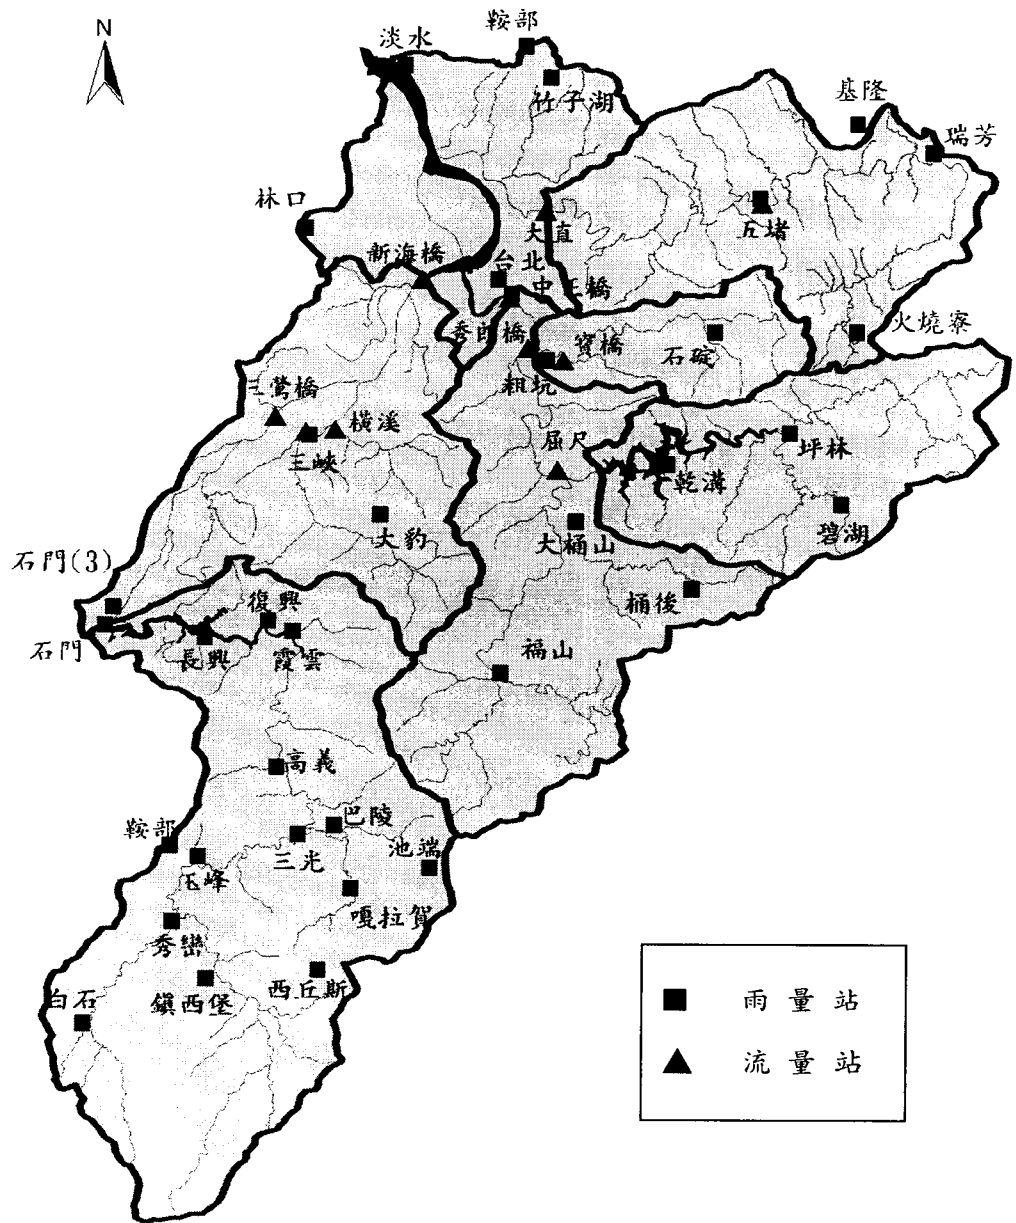 N
鞍部
淡水
竹子湖
基隆
瑞芳
林口
五堵
大直
新海橋
台北
中正橋
火燒寮
秀朗橋
寶橋
石碇
粗坑
三鶯橋
橫溪
屈尺
坪林
三峽
乾溝
大豹
大桶山
碧湖
石門(3)
復興
桶後
石門
長興
霞雲
福山
高義
巴陵
鞍部
三光
池端
玉峰
嘎拉賀
秀巒
西丘斯
白石
鎮西堡
雨量站
流量站